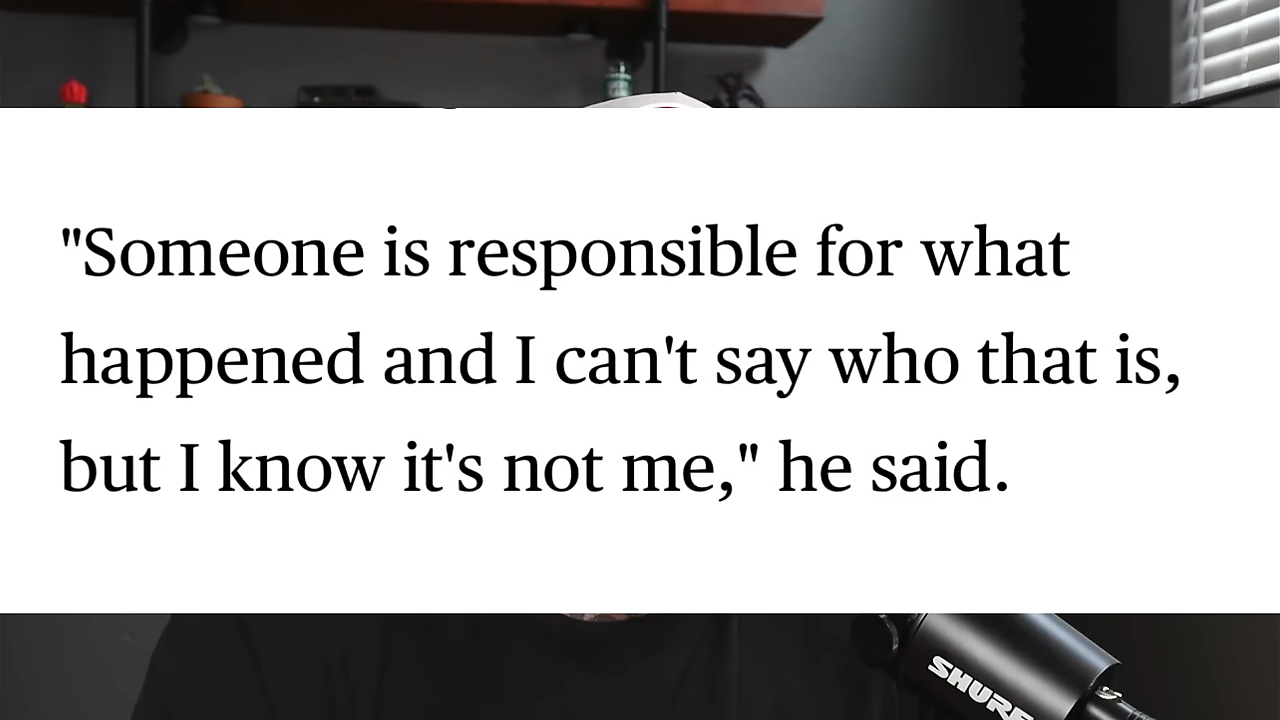 "Someone is responsible for what
happened and I can't say who that is,
but I know it's not me," he said.
SHURE